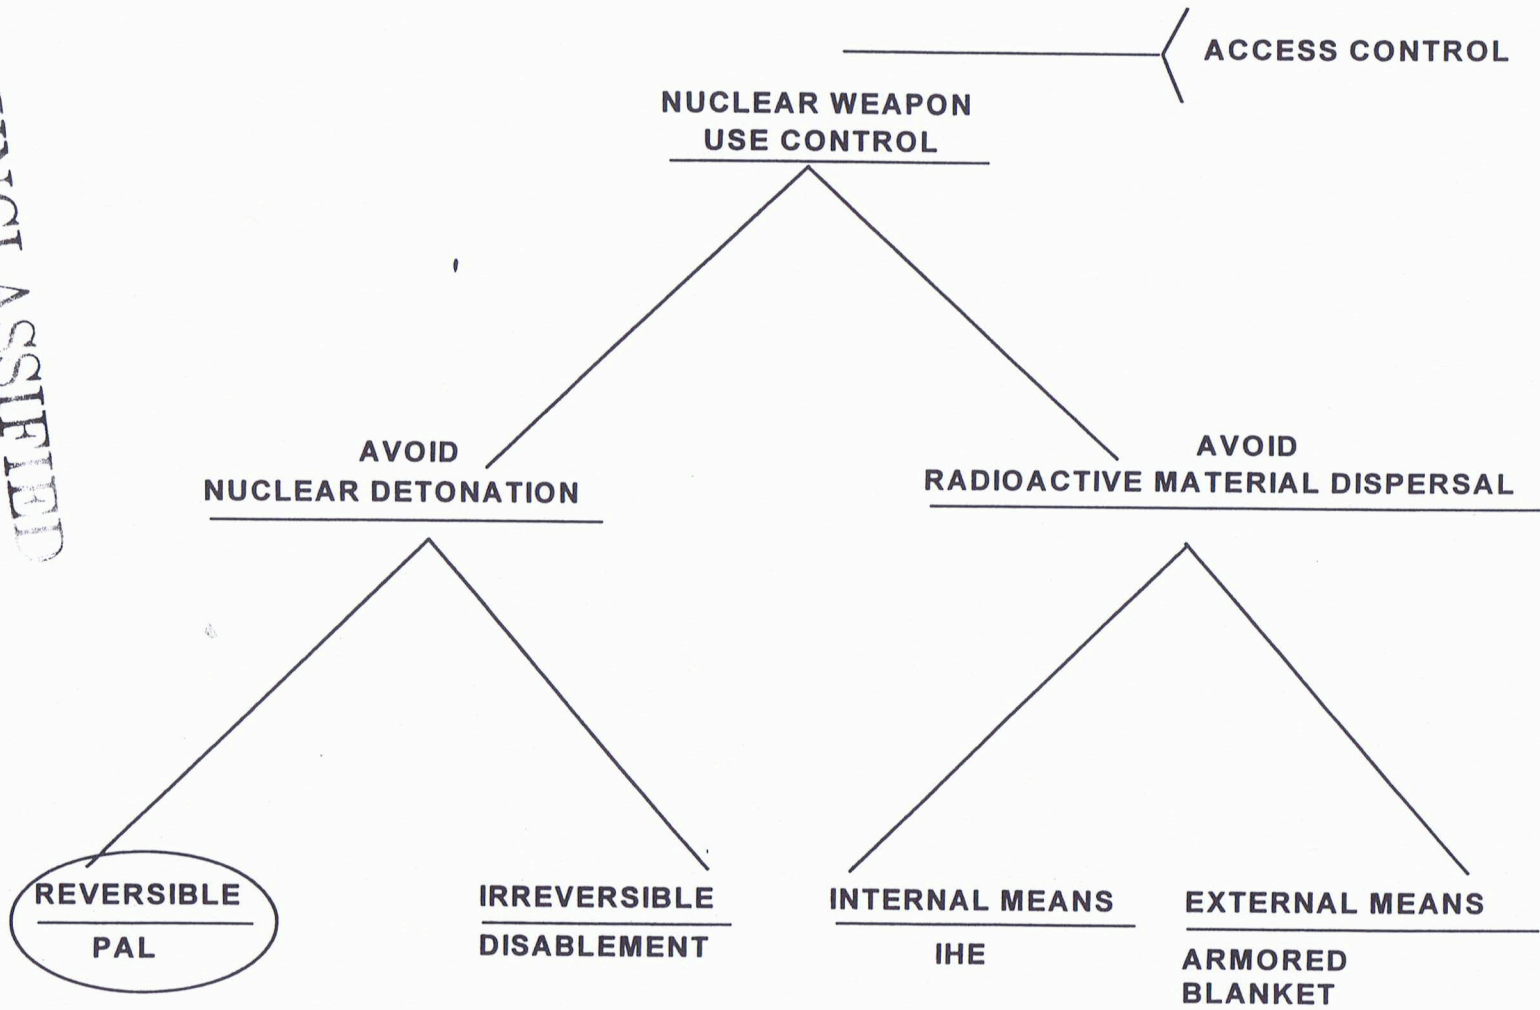 ACCESS CONTROL
NUCLEAR WEAPON
USE CONTROL
AVOID
NUCLEAR DETONATION
AVOID
RADIOACTIVE MATERIAL DISPERSAL
REVERSIBLE
PAL
IRREVERSIBLE
DISABLEMENT
INTERNAL MEANS
IHE
EXTERNAL MEANS
ARMORED
BLANKET
UNCLASSIFIED